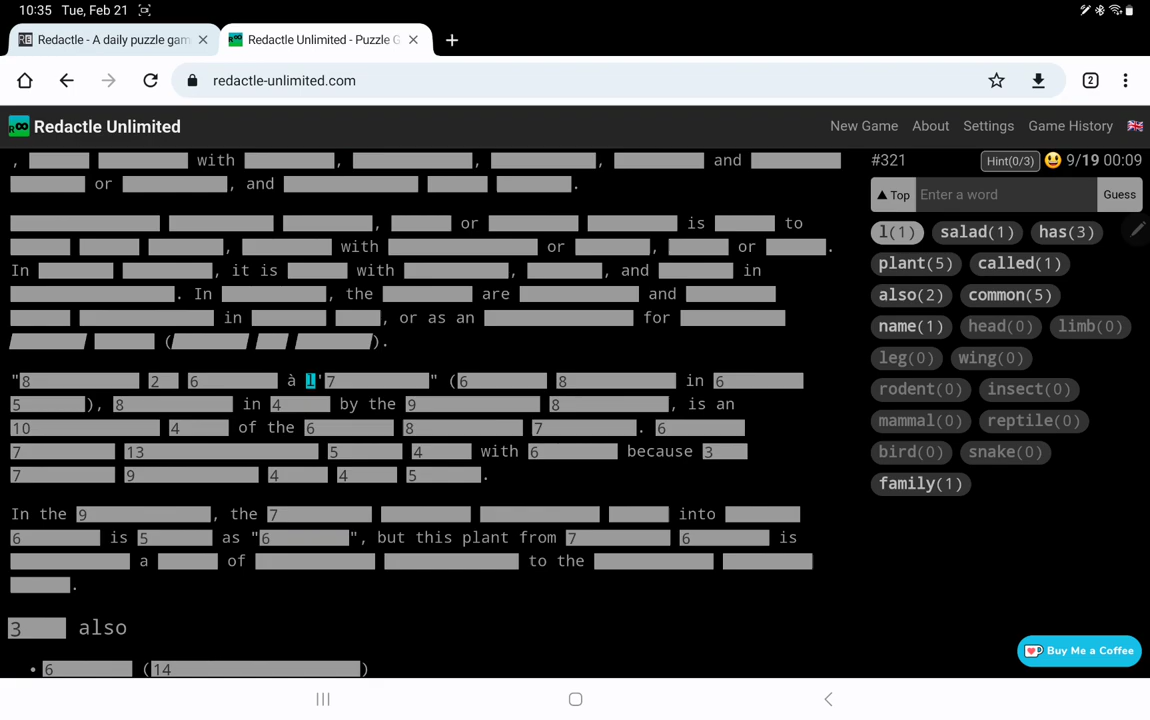 10:35 Tue, Feb 21
Redactle - A daily puzzle gam
Redactle Unlimited - Puzzle G
redactle-unlimited.com
2
Redactle Unlimited
New Game About Settings Game History
, with , , , and
or , and .
, or is to
, with or , or .
In , it is with , , and in
. In , the are and
in , or as an for
( ).
"8 2 6 à l'7" (6 8 in 6
5), 8 in 4 by the 9 8, is an
10 4 of the 6 8 7. 6
7 13 5 4 with 6 because 3
7 9 4 4 5.
In the 9, the 7 into
6 is 5 as "6", but this plant from 7 6 is
a of to the
.
3 also
• 6 (14)
#321 Hint(0/3) 9/19 00:09
▲ Top Enter a word Guess
l(1) salad(1) has(3)
plant(5) called(1)
also(2) common(5)
name(1) head(0) limb(0)
leg(0) wing(0)
rodent(0) insect(0)
mammal(0) reptile(0)
bird(0) snake(0)
family(1)
Buy Me a Coffee